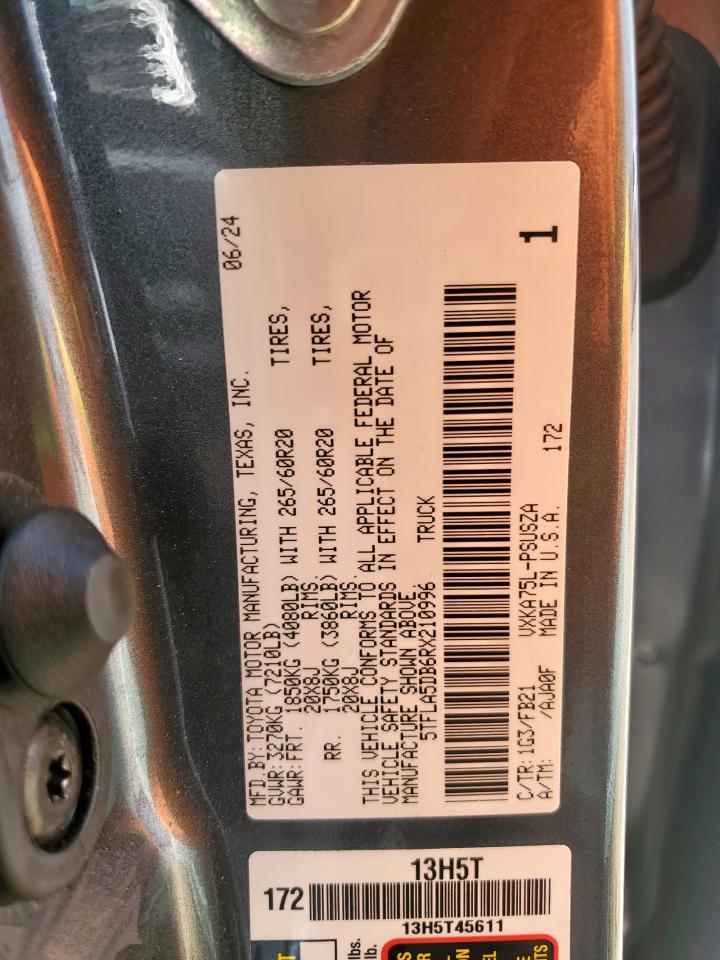 MFD.BY:TOYOTA MOTOR MANUFACTURING, TEXAS, INC. 06/24
GVWR:3270KG (7210LB)
GAWR:FRT. 1850KG (4080LB) WITH 265/60R20 TIRES,
20X8J RIMS.
RR. 1750KG (3860LB) WITH 265/60R20 TIRES,
20X8J RIMS.
THIS VEHICLE CONFORMS TO ALL APPLICABLE FEDERAL MOTOR
VEHICLE SAFETY STANDARDS IN EFFECT ON THE DATE OF
MANUFACTURE SHOWN ABOVE.
5TFLA5DB6RX210996 TRUCK
C/TR:1G3/FB21 VXKA75L-PSUSZA 1
A/TM: /AJA0F MADE IN U.S.A. 172
13H5T
172
13H5T45611
lbs.
lb.